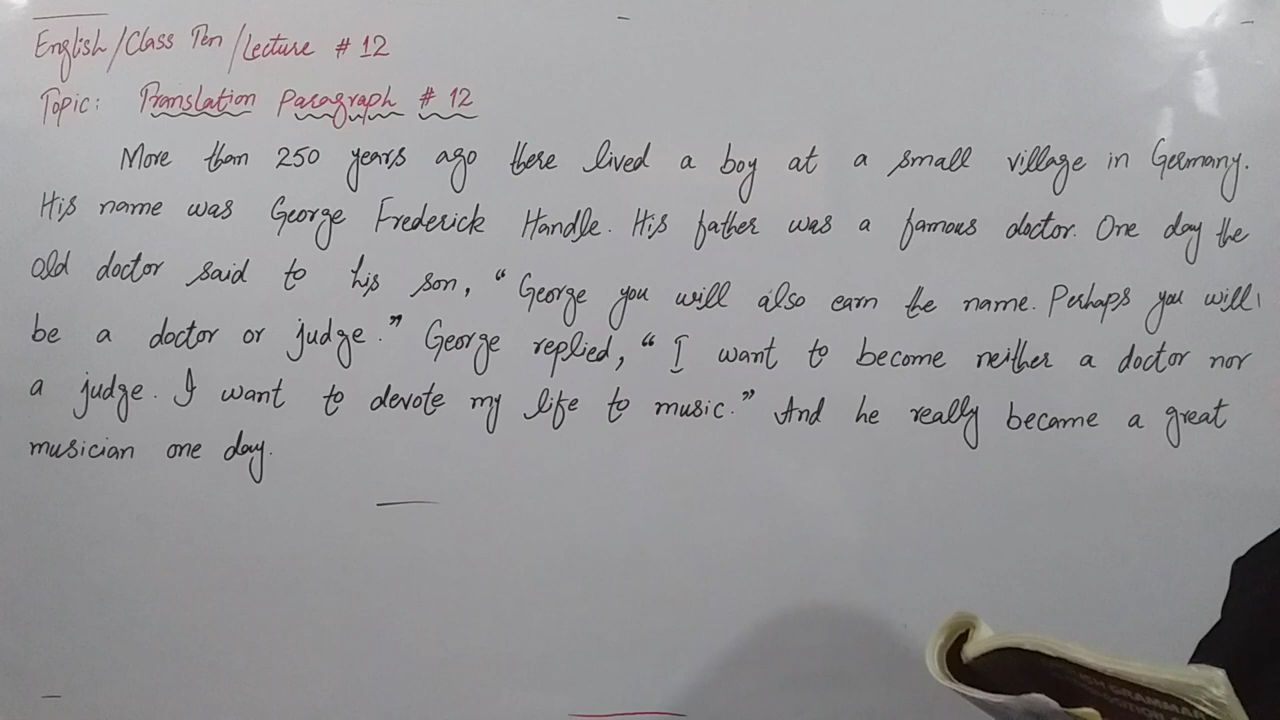 English/Class Ten/Lecture # 12
Topic: Translation Paragraph # 12
More than 250 years ago there lived a boy at a small village in Germany.
His name was George Frederick Handle. His father was a famous doctor. One day the
old doctor said to his son, “George you will also earn the name. Perhaps you will
be a doctor or judge.” George replied, “I want to become neither a doctor nor
a judge. I want to devote my life to music.” And he really became a great
musician one day.
GRAMMAR